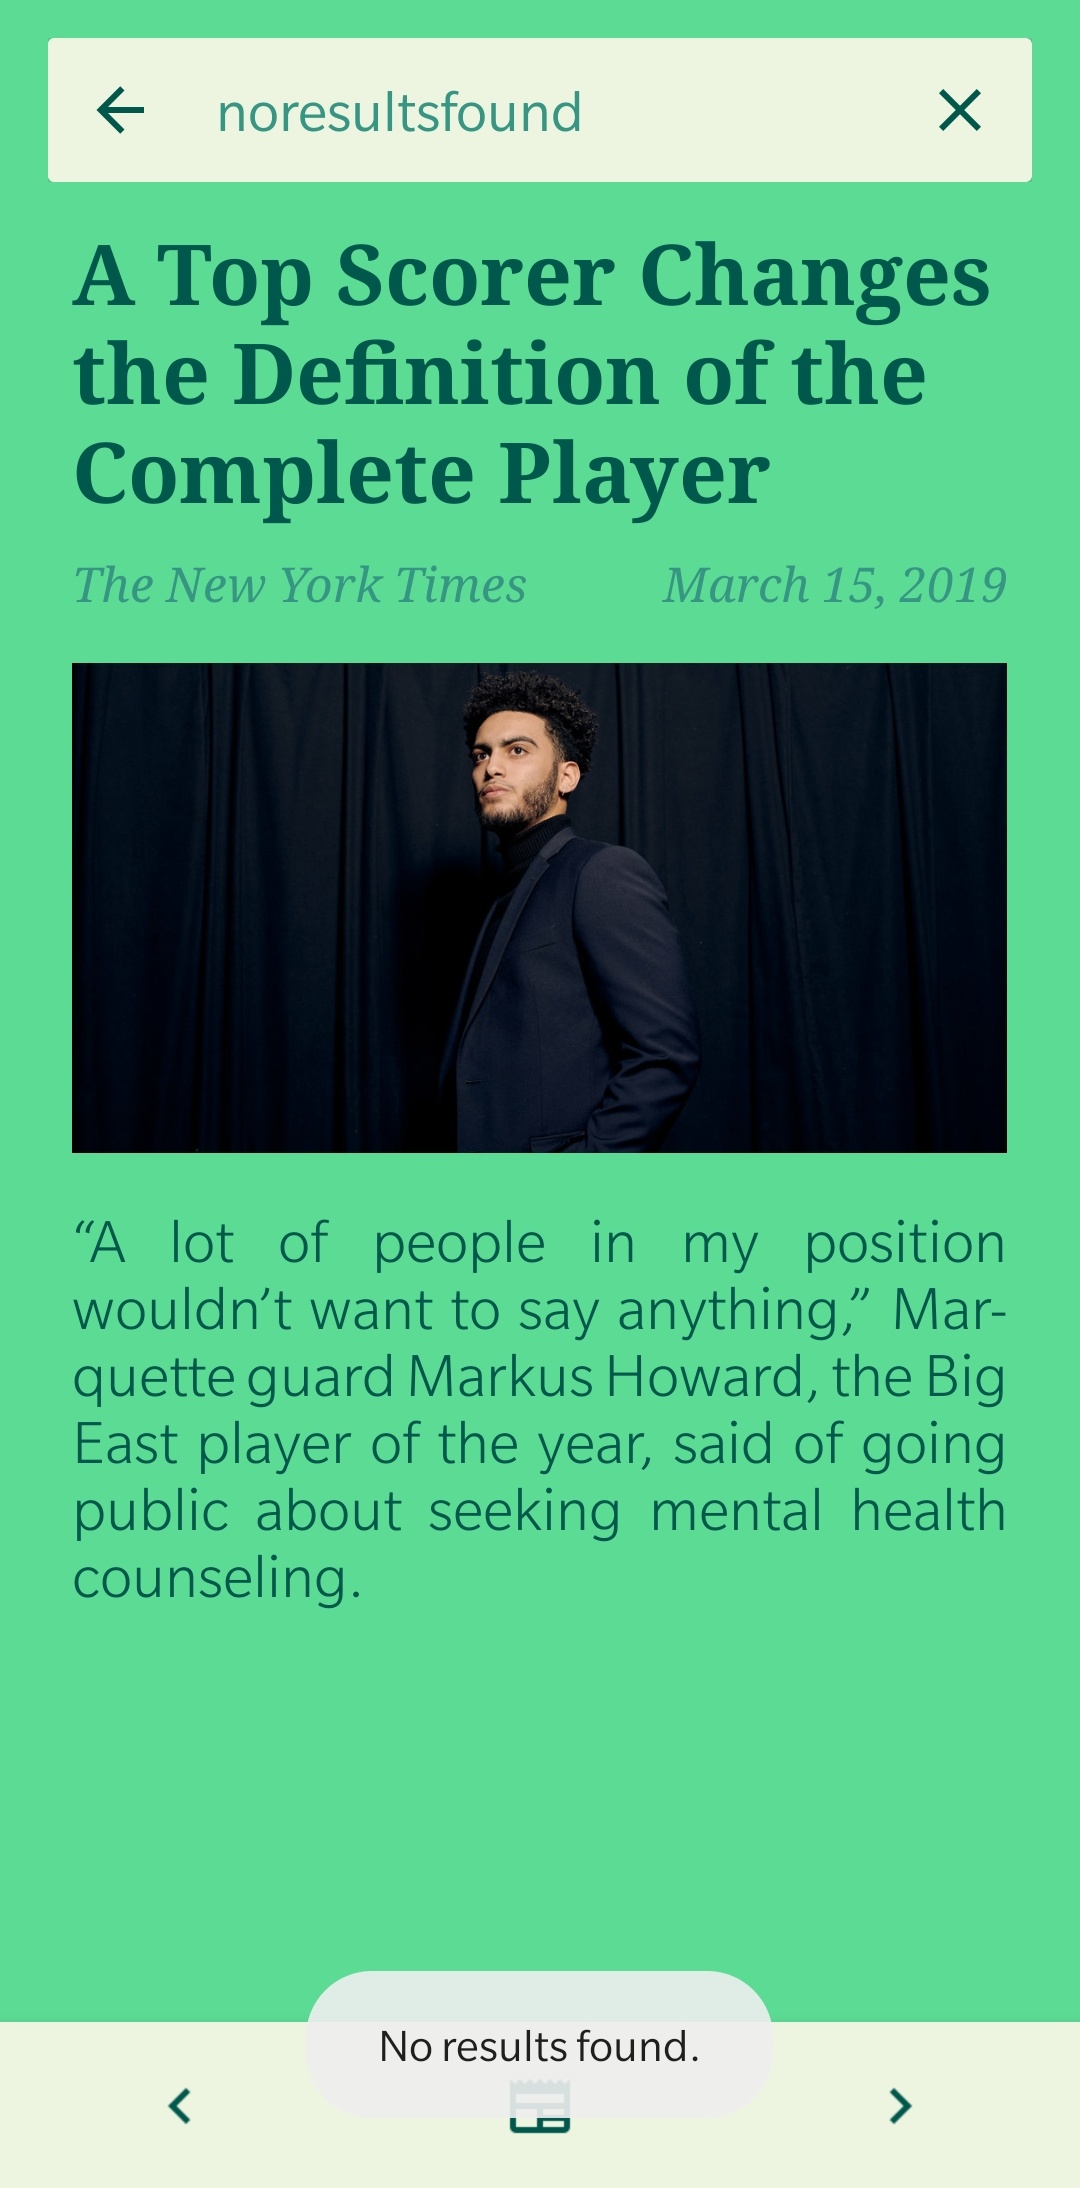 noresultsfound
A Top Scorer Changes
the Definition of the
Complete Player
The New York Times March 15, 2019
“A lot of people in my position
wouldn’t want to say anything,” Mar-
quette guard Markus Howard, the Big
East player of the year, said of going
public about seeking mental health
counseling.
No results found.